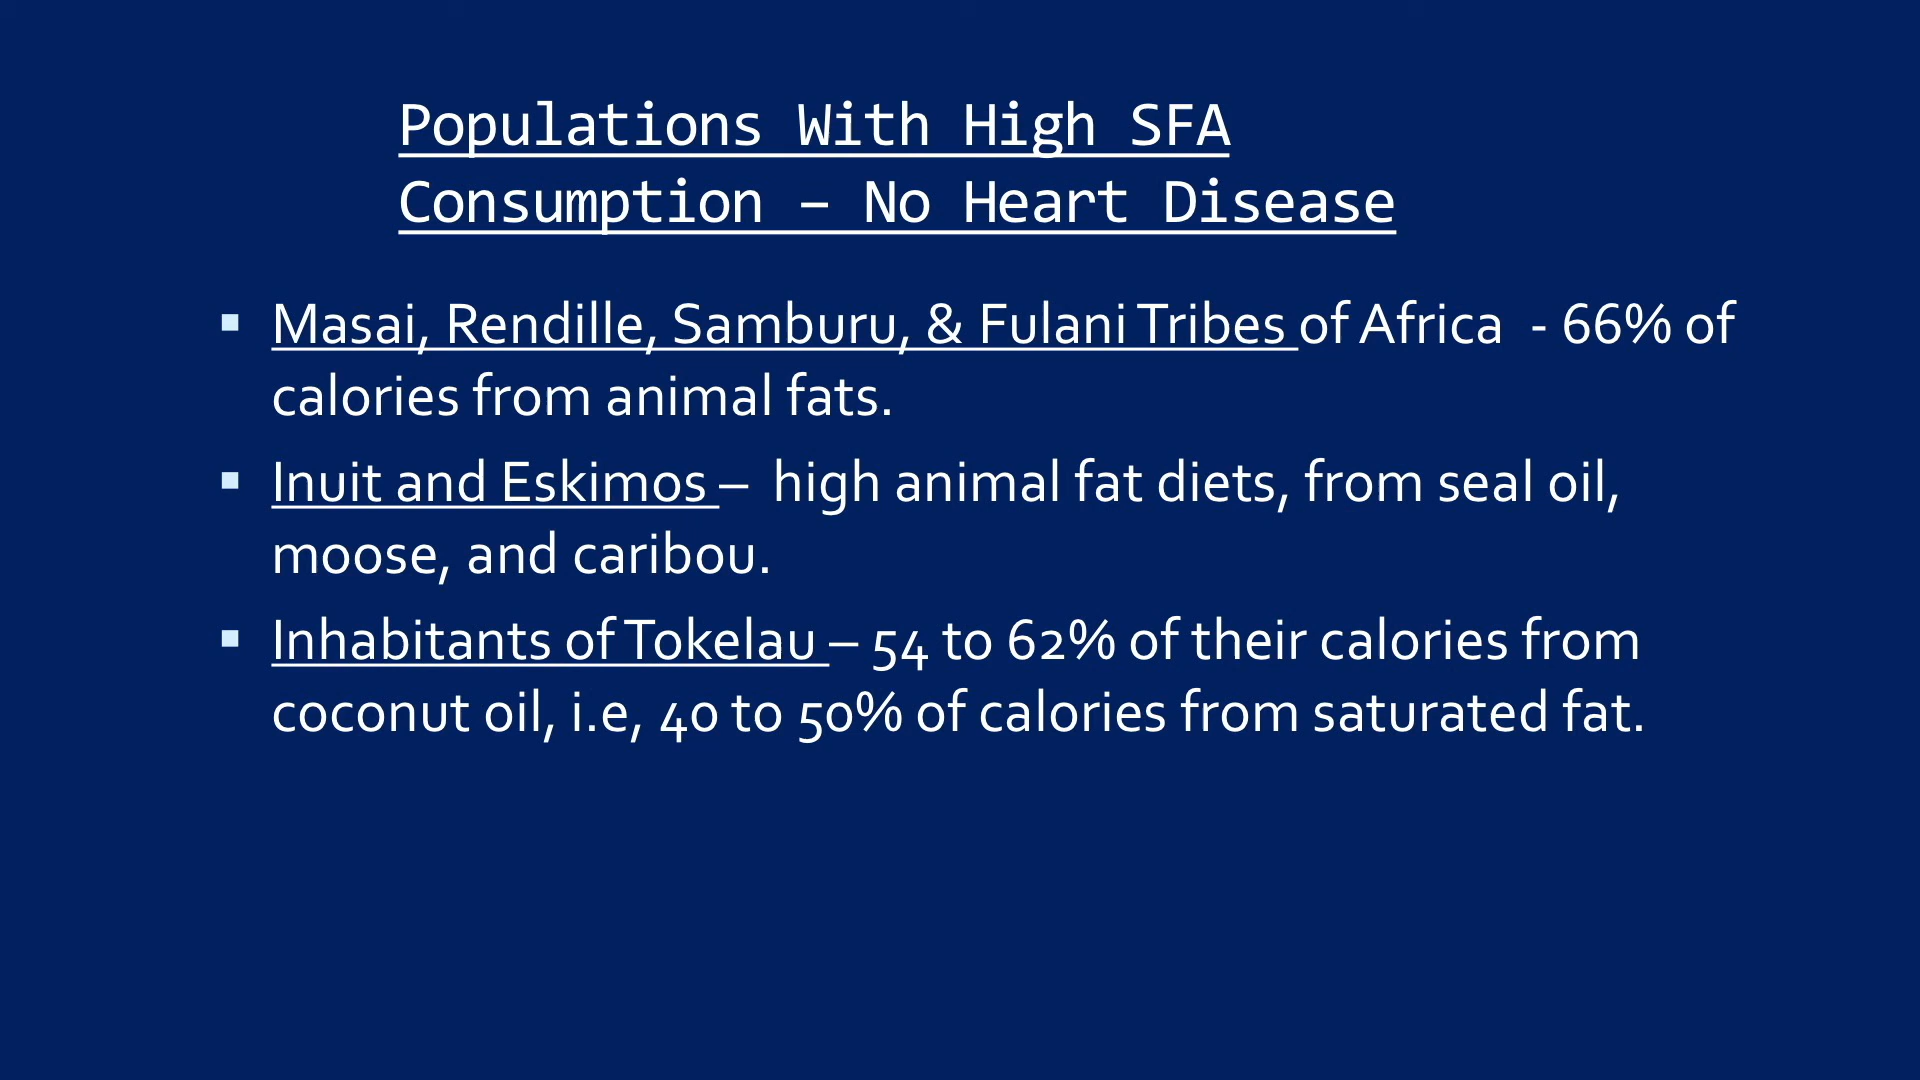 Populations With High SFA
Consumption – No Heart Disease
▪ Masai, Rendille, Samburu, & Fulani Tribes of Africa - 66% of
calories from animal fats.
▪ Inuit and Eskimos – high animal fat diets, from seal oil,
moose, and caribou.
▪ Inhabitants of Tokelau – 54 to 62% of their calories from
coconut oil, i.e, 40 to 50% of calories from saturated fat.